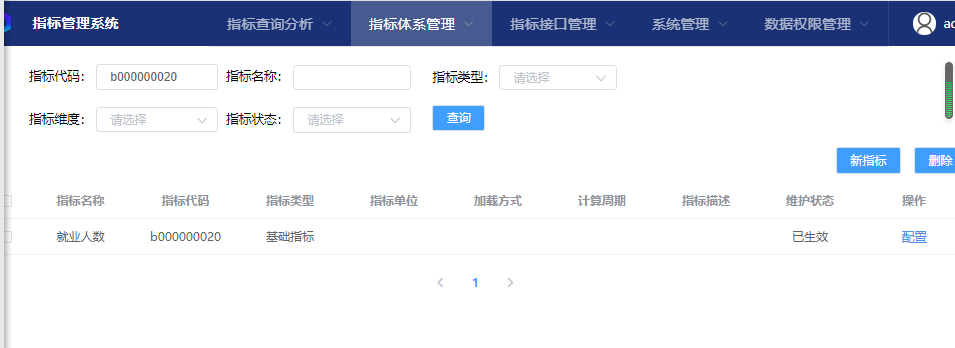 指标管理系统 指标查询分析 指标体系管理 指标接口管理 系统管理 数据权限管理
指标代码： b000000020 指标名称： 指标类型： 请选择
指标维度： 请选择 指标状态： 请选择 查询
新指标 删除
指标名称 指标代码 指标类型 指标单位 加载方式 计算周期 指标描述 维护状态 操作
就业人数 b000000020 基础指标 已生效 配置
1